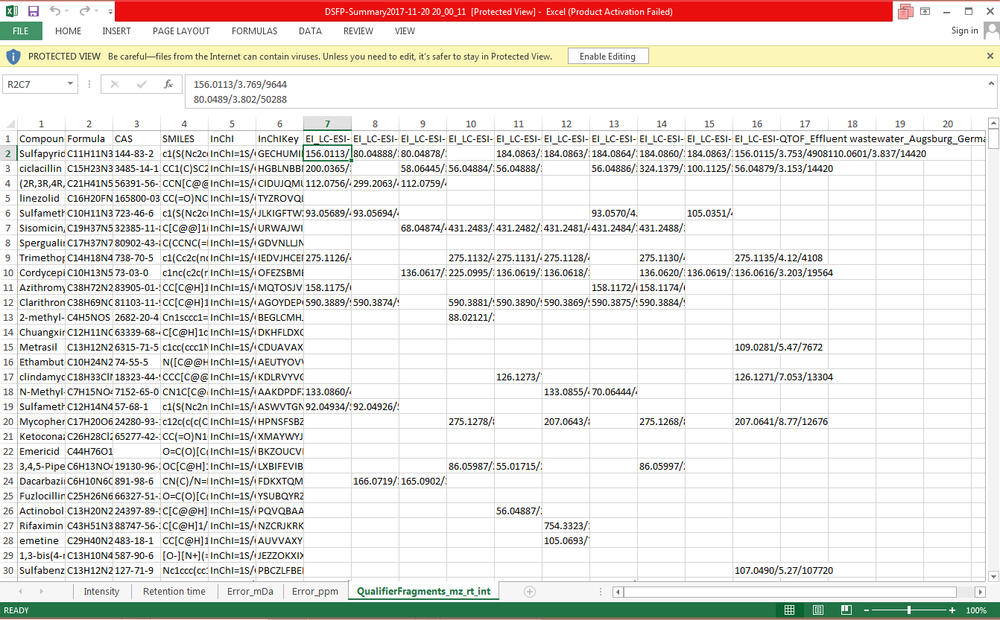 DSFP-Summary2017-11-20 20_00_11 [Protected View] - Excel (Product Activation Failed)
FILE HOME INSERT PAGE LAYOUT FORMULAS DATA REVIEW VIEW Sign in
PROTECTED VIEW Be careful—files from the Internet can contain viruses. Unless you need to edit, it's safer to stay in Protected View. Enable Editing
R2C7 fx 156.0113/3.769/9644
80.0489/3.802/50288
1 2 3 4 5 6 7 8 9 10 11 12 13 14 15 16 17 18 19 20
1 Compoun Formula CAS SMILES InChI InChIKey EI_LC-ESI- EI_LC-ESI- EI_LC-ESI- EI_LC-ESI- EI_LC-ESI- EI_LC-ESI- EI_LC-ESI- EI_LC-ESI- EI_LC-ESI- EI_LC-ESI-QTOF_Effluent wastewater_Augsburg_Germa
2 Sulfapyrid C11H11N3 144-83-2 c1(S(Nc2c InChI=1S/ GECHUMII 156.0113/ 80.04888/ 80.04878/ 184.0863/ 184.0863/ 184.0864/ 184.0860/ 184.0863/ 156.0115/3.753/4908110.0601/3.837/14420
3 ciclacillin C15H23N3 3485-14-1 CC1(C)SC2 InChI=1S/ HGBLNBBI 200.0365/ 58.06445/ 56.04884/ 56.04888/ 56.04886/ 324.1379/ 100.1125/ 56.04879/3.153/14420
4 (2R,3R,4R, C21H41N5 56391-56- CCN[C@@ InChI=1S/ CIDUJQMU 112.0756/4 299.2063/4 112.0759/4
5 linezolid C16H20FN 165800-03 CC(=O)NC InChI=1S/ TYZROVQL
6 Sulfameth C10H11N3 723-46-6 c1(S(Nc2c InChI=1S/ JLKIGFTW 93.05689/4 93.05694/ 93.0570/4. 105.0351/
7 Sisomicin, C19H37N5 32385-11- C[C@@]1( InChI=1S/ URWAJWI 68.04874/ 431.2483/ 431.2482/ 431.2481/ 431.2484/ 431.2488/
8 Spergualin C17H37N7 80902-43- C(CCNC(=I InChI=1S/ GDVNLLJN
9 Trimethop C14H18N4 738-70-5 c1(Cc2c(nc InChI=1S/ IEDVJHCEI 275.1126/4 275.1132/4 275.1131/4 275.1128/4 275.1130/4 275.1135/4.12/4108
10 Cordycepi C10H13N5 73-03-0 c1nc(c2c(n InChI=1S/ OFEZSBME 136.0617/ 225.0995/ 136.0619/ 136.0618/ 136.0620/ 136.0619/ 136.0616/3.203/19564
11 Azithromy C38H72N2 83905-01- CC[C@H]1 InChI=1S/ MQTOSJV 158.1175/ 158.1172/ 158.1174/
12 Clarithron C38H69NO 81103-11- CC[C@H]1 InChI=1S/ AGOYDEP 590.3889/ 590.3874/ 590.3881/ 590.3890/ 590.3869/ 590.3875/ 590.3884/
13 2-methyl- C4H5NOS 2682-20-4 Cn1sccc1= InChI=1S/ BEGLCMH 88.02121/
14 Chuangxin C12H11NC 63339-68- C[C@H]1c InChI=1S/ DKHFLDXC
15 Metrasil C13H12N2 6315-71-5 c1cc(ccc1N InChI=1S/ CDUAVAX 109.0281/5.47/7672
16 Ethambut C10H24N2 74-55-5 N([C@@H InChI=1S/ AEUTYOVV
17 clindamyc C18H33ClN 18323-44- CCC[C@@ InChI=1S/ KDLRVYVC 126.1273/ 126.1271/7.053/13304
18 N-Methyl- C7H15NO4 7152-65-0 CN1C[C@ InChI=1S/ AAKDPDF 133.0860/4 133.0855/4 70.06444/4
19 Sulfameth C12H14N4 57-68-1 c1(S(Nc2n InChI=1S/ ASWVTGN 92.04934/ 92.04926/
20 Mycopher C17H20O6 24280-93- c12c(c(c(C InChI=1S/ HPNSFSBZ 275.1278/ 207.0643/ 275.1268/ 207.0641/8.77/12676
21 Ketoconaz C26H28Cl2 65277-42- CC(=O)N1 InChI=1S/ XMAYWYJ
22 Emericid C44H76O1 O=C(O)[C InChI=1S/ BKZOUCVI
23 3,4,5-Pipe C6H13NO4 19130-96- OC[C@H] InChI=1S/ LXBIFEVIB 86.05987/ 55.01715/ 86.05997/
24 Dacarbazi C6H10N6O 891-98-6 CN(C)/N= InChI=1S/ FDKXTQM 166.0719/ 165.0902/
25 Fuzlocillin C25H26N6 66327-51- O=C(O)[C InChI=1S/ YSUBQYRZ
26 Actinobol C13H20N2 24397-89- C[C@@H] InChI=1S/ PQVQBAA 56.04887/
27 Rifaximin C43H51N3 88747-56- C[C@H]1/ InChI=1S/ NZCRJKRK 754.3323/
28 emetine C29H40N2 483-18-1 CC[C@H]1 InChI=1S/ AUVVAXY 105.0693/
29 1,3-bis(4-n C13H10N4 587-90-6 [O-][N+](= InChI=1S/ JEZZOKXIX
30 Sulfabenz C13H12N2 127-71-9 Nc1ccc(cc InChI=1S/ PBCZLFBEI 107.0490/5.27/107720
Intensity Retention time Error_mDa Error_ppm QualifierFragments_mz_rt_int
READY 100%